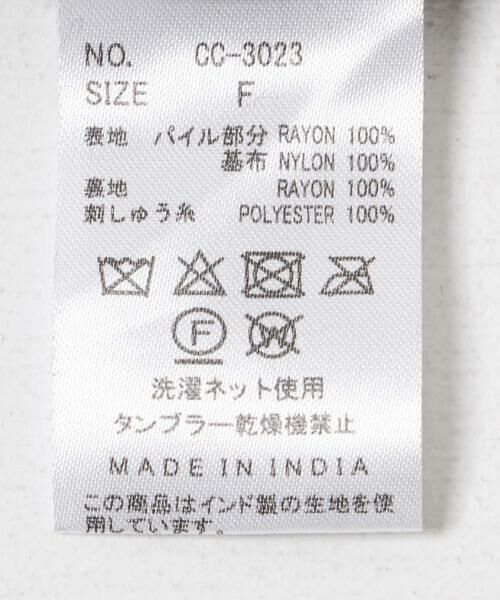 NO. CC-3023
SIZE F
表地 パイル部分 RAYON 100%
基布 NYLON 100%
裏地 RAYON 100%
刺しゅう糸 POLYESTER 100%
F W
洗濯ネット使用
タンブラー乾燥機禁止
MADE IN INDIA
この商品はインド製の生地を使
用しています。